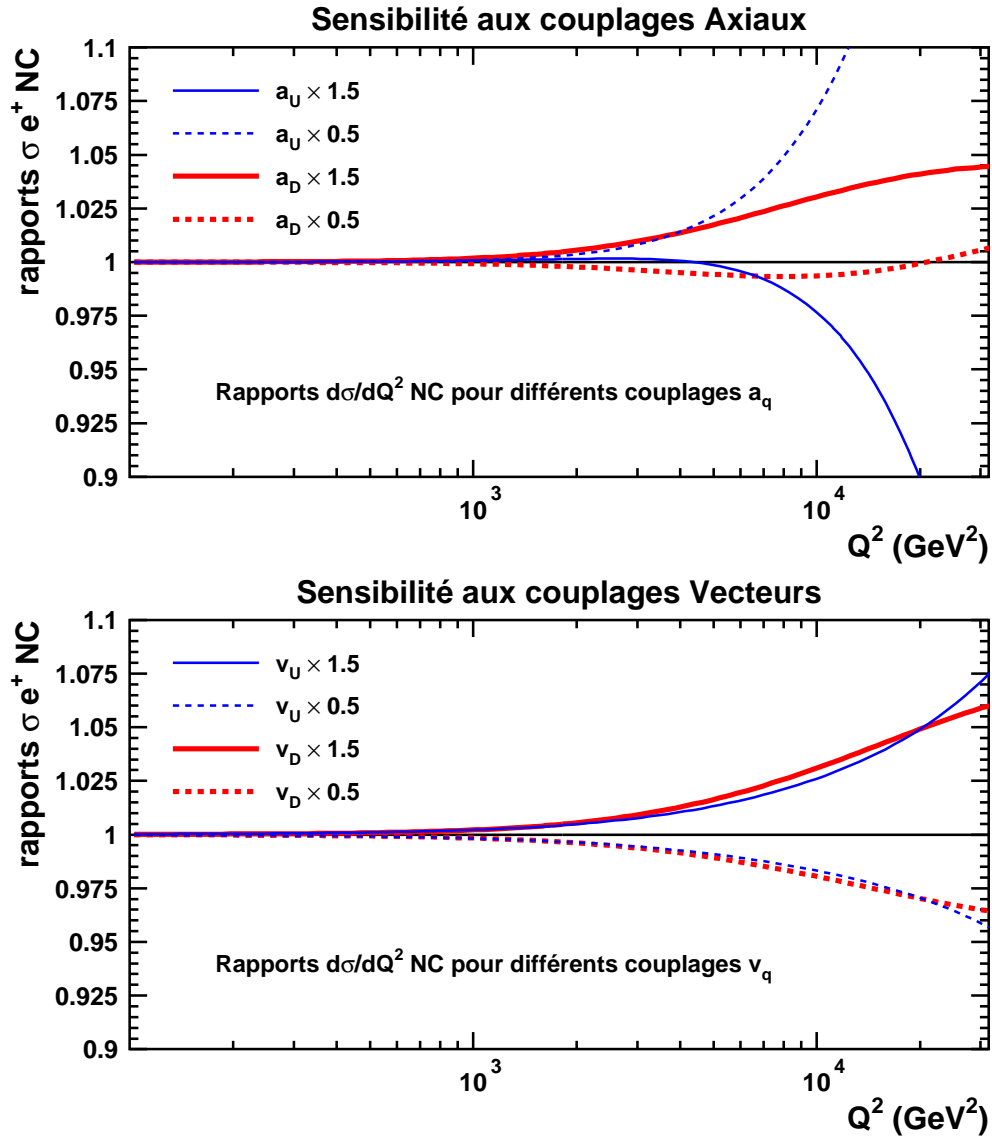 Sensibilité aux couplages Axiaux
rapports σ e⁺ NC
1.1
1.075
1.05
1.025
1
0.975
0.95
0.925
0.9
a_U × 1.5
a_U × 0.5
a_D × 1.5
a_D × 0.5
Rapports dσ/dQ² NC pour différents couplages a_q
10³
10⁴
Q² (GeV²)
Sensibilité aux couplages Vecteurs
rapports σ e⁺ NC
1.1
1.075
1.05
1.025
1
0.975
0.95
0.925
0.9
v_U × 1.5
v_U × 0.5
v_D × 1.5
v_D × 0.5
Rapports dσ/dQ² NC pour différents couplages v_q
10³
10⁴
Q² (GeV²)